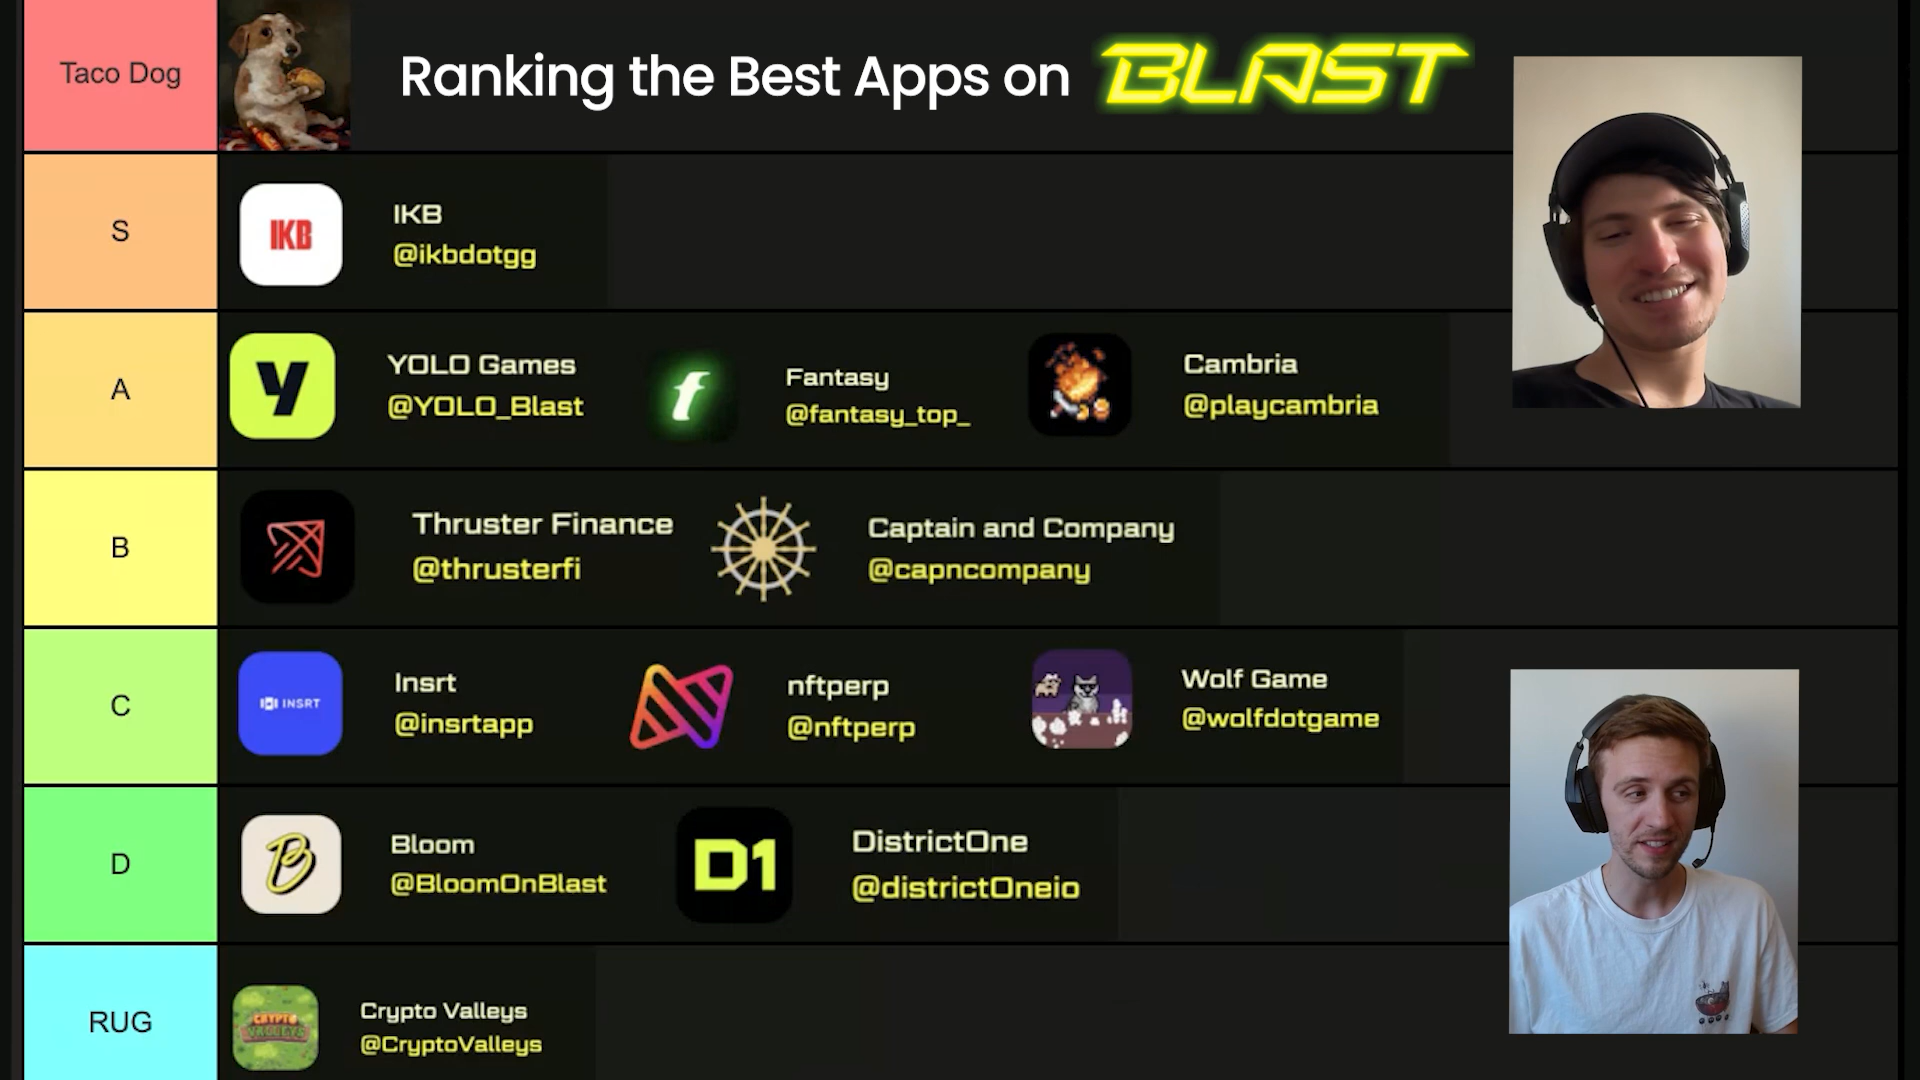 Taco Dog
Ranking the Best Apps on BLAST
S
IKB
IKB
@ikbdotgg
A
Y
YOLO Games
@YOLO_Blast
f
Fantasy
@fantasy_top_
Cambria
@playcambria
B
Thruster Finance
@thrusterfi
Captain and Company
@capncompany
C
INSRT
Insrt
@insrtapp
nftperp
@nftperp
Wolf Game
@wolfdotgame
D
B
Bloom
@BloomOnBlast
D1
DistrictOne
@districtOneio
RUG
CRYPTO
VALLEYS
Crypto Valleys
@CryptoValleys